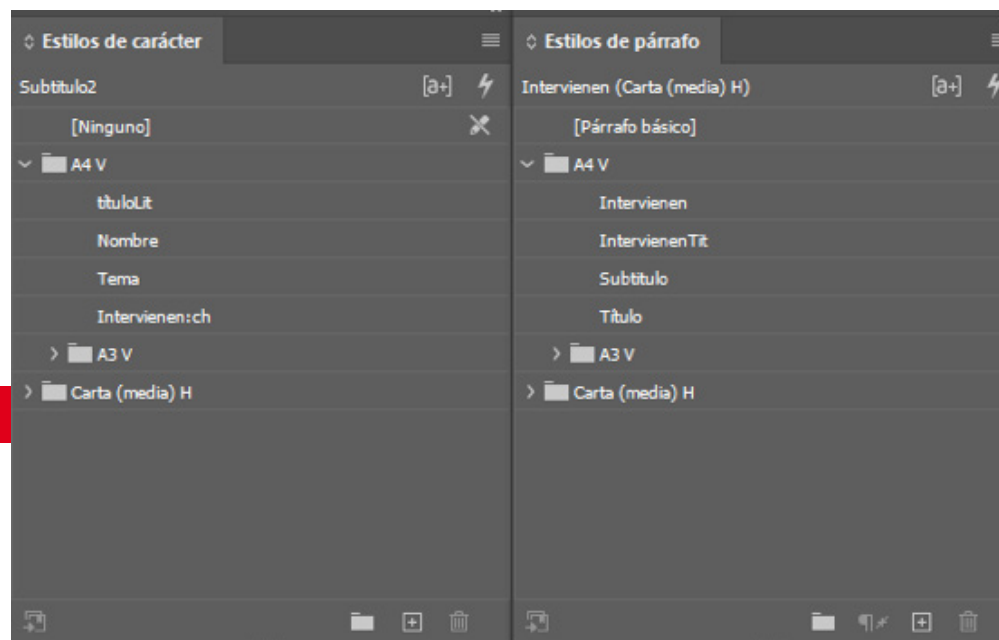 Estilos de carácter
Subtitulo2
[a+]
[Ninguno]
A4 V
títuloLit
Nombre
Tema
Intervienen:ch
A3 V
Carta (media) H
Estilos de párrafo
Intervienen (Carta (media) H)
[a+]
[Párrafo básico]
A4 V
Intervienen
IntervienenTit
Subtitulo
Título
A3 V
Carta (media) H